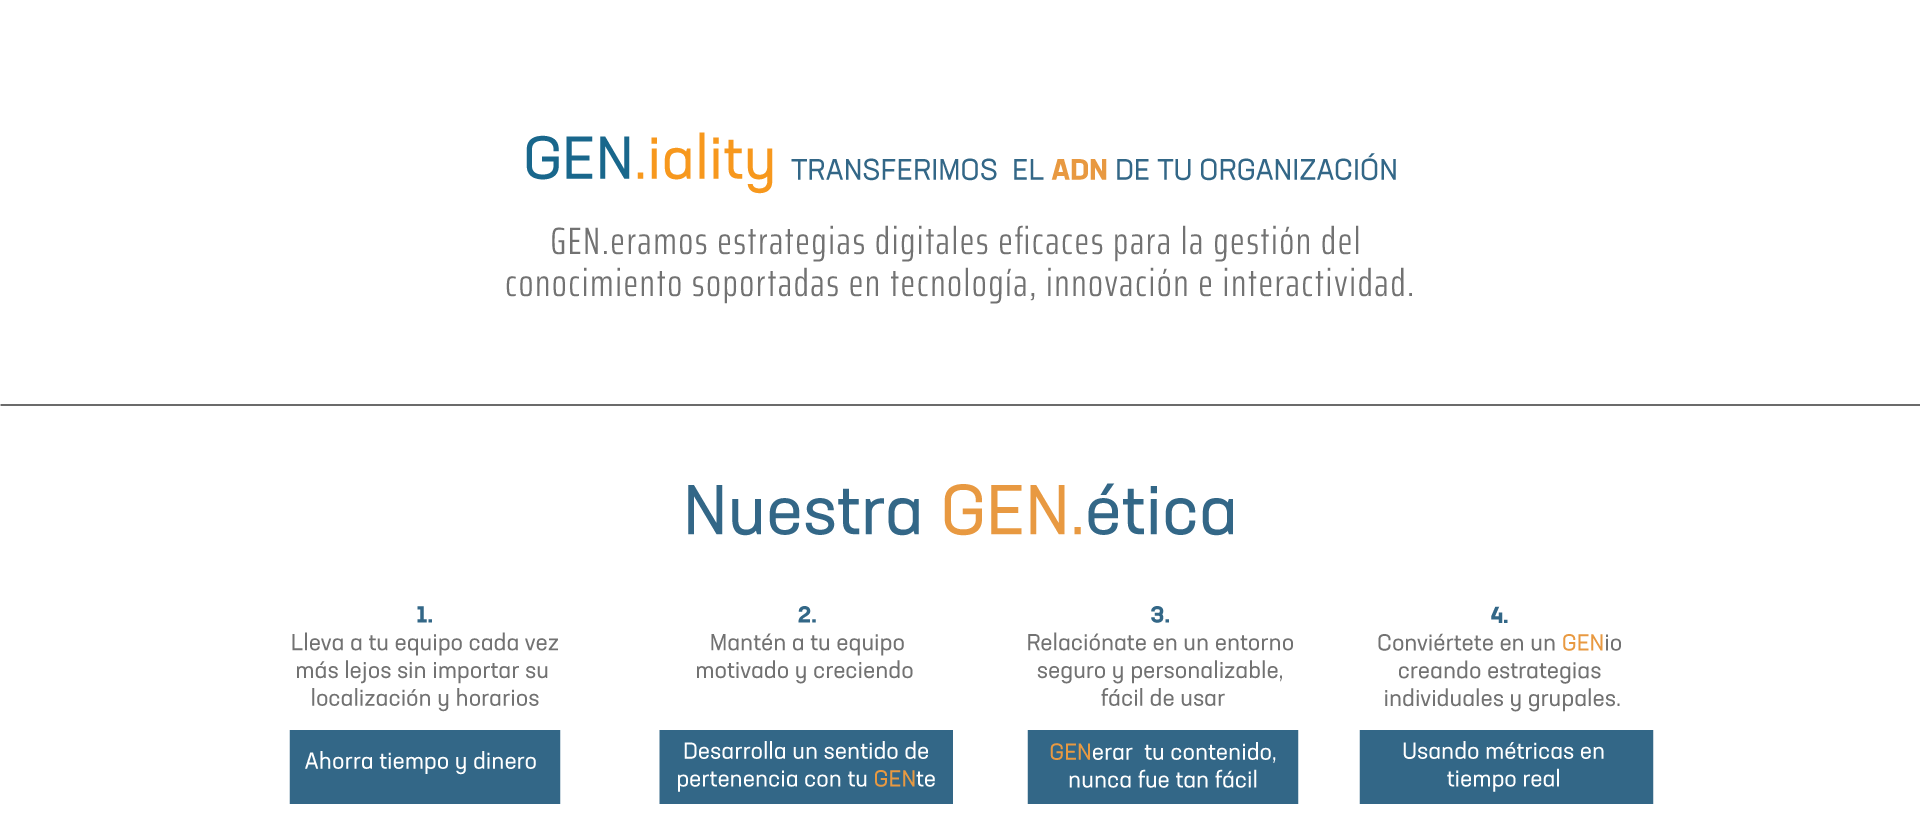 GEN.iality TRANSFERIMOS EL ADN DE TU ORGANIZACIÓN
GEN.eramos estrategias digitales eficaces para la gestión del
conocimiento soportadas en tecnología, innovación e interactividad.
Nuestra GEN.ética
1.
Lleva a tu equipo cada vez
más lejos sin importar su
localización y horarios
Ahorra tiempo y dinero
2.
Mantén a tu equipo
motivado y creciendo
Desarrolla un sentido de
pertenencia con tu GENte
3.
Relaciónate en un entorno
seguro y personalizable,
fácil de usar
GENerar tu contenido,
nunca fue tan fácil
4.
Conviértete en un GENio
creando estrategias
individuales y grupales.
Usando métricas en
tiempo real